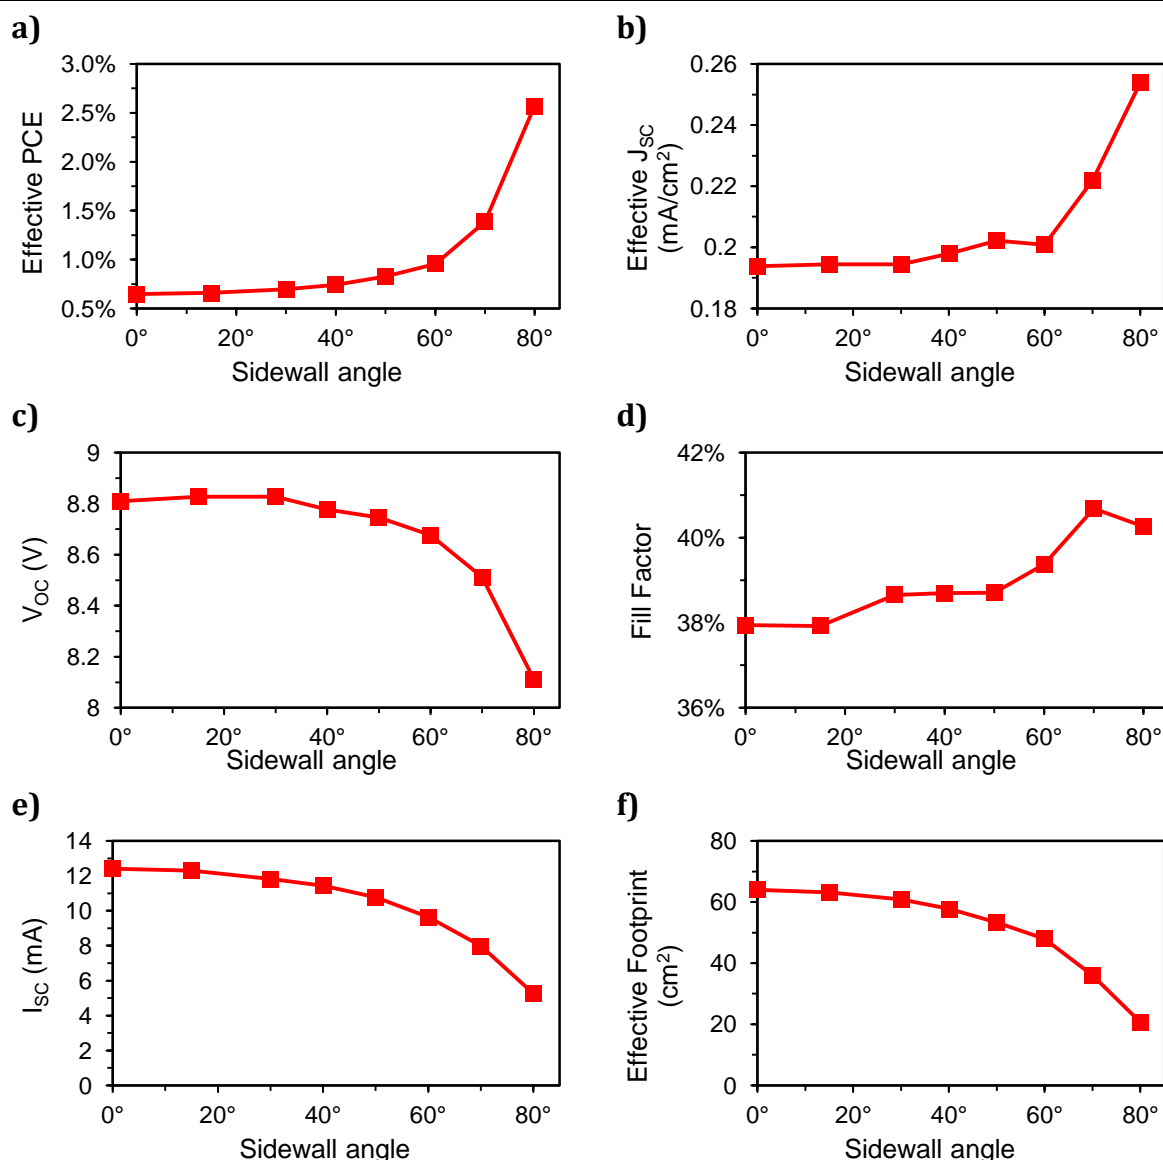 a)
3.0%
2.5%
2.0%
1.5%
1.0%
0.5%
Effective PCE
0° 20° 40° 60° 80°
Sidewall angle
b)
0.26
0.24
0.22
0.2
0.18
Effective J_SC
(mA/cm²)
0° 20° 40° 60° 80°
Sidewall angle
c)
9
8.8
8.6
8.4
8.2
8
V_OC (V)
0° 20° 40° 60° 80°
Sidewall angle
d)
42%
40%
38%
36%
Fill Factor
0° 20° 40° 60° 80°
Sidewall angle
e)
14
12
10
8
6
4
2
0
I_SC (mA)
0° 20° 40° 60° 80°
Sidewall angle
f)
80
60
40
20
0
Effective Footprint
(cm²)
0° 20° 40° 60° 80°
Sidewall angle